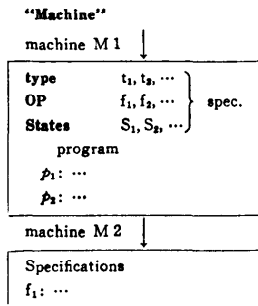 “Machine”
machine M 1
type t₁, t₂, ⋯
OP f₁, f₂, ⋯ spec.
States S₁, S₂, ⋯
program
p₁: ⋯
p₂: ⋯
machine M 2
Specifications
f₁: ⋯